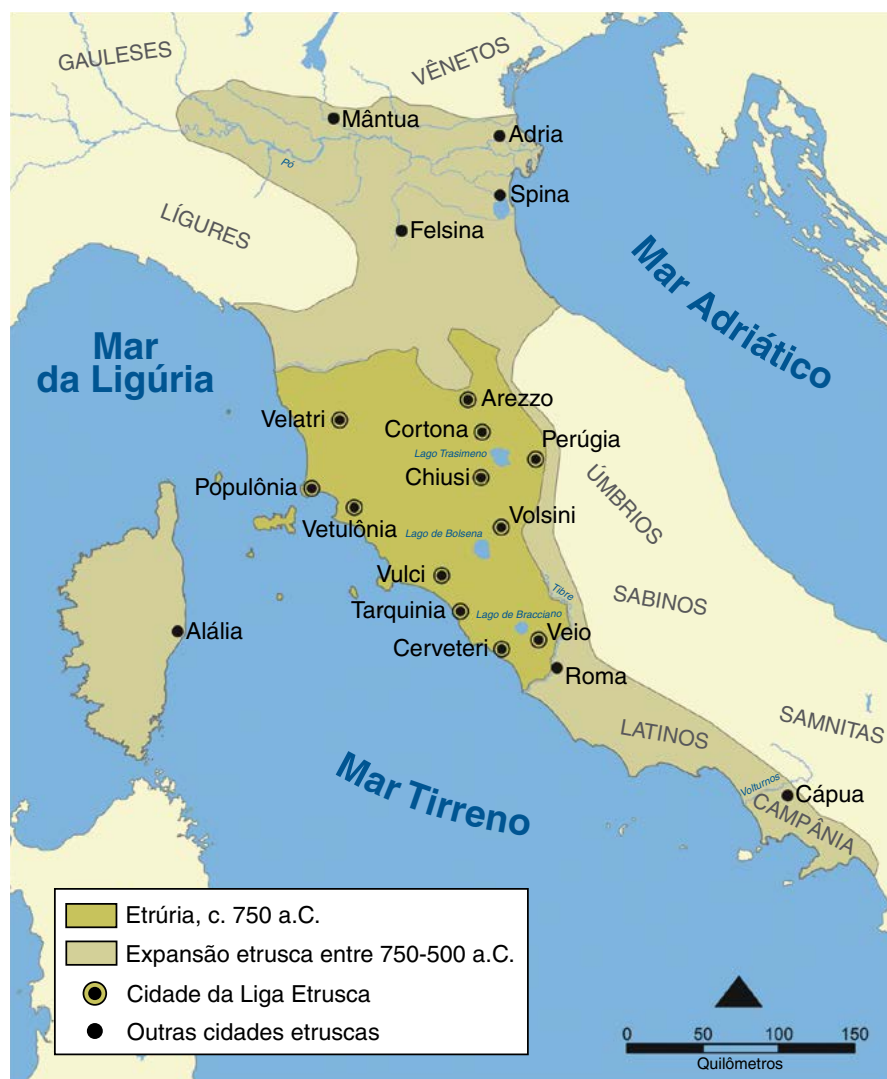 GAULESES
VÊNETOS
Mântua
Adria
Pó
Spina
LÍGURES
Felsina
Mar Adriático
Mar
da Ligúria
Arezzo
Velatri
Cortona
Perúgia
Lago Trasimeno
Chiusi
Populônia
ÚMBRIOS
Vetulônia
Volsini
Lago de Bolsena
Vulci
Tibre
SABINOS
Tarquinia
Lago de Bracciano
Alália
Veio
Cerveteri
Roma
LATINOS
SAMNITAS
Mar Tirreno
Volturnos
Cápua
CAMPÂNIA
Etrúria, c. 750 a.C.
Expansão etrusca entre 750-500 a.C.
Cidade da Liga Etrusca
Outras cidades etruscas
0 50 100 150
Quilômetros